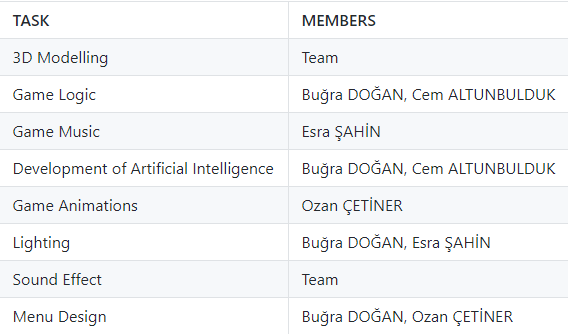 TASK MEMBERS
3D Modelling Team
Game Logic Buğra DOĞAN, Cem ALTUNBULDUK
Game Music Esra ŞAHİN
Development of Artificial Intelligence Buğra DOĞAN, Cem ALTUNBULDUK
Game Animations Ozan ÇETİNER
Lighting Buğra DOĞAN, Esra ŞAHİN
Sound Effect Team
Menu Design Buğra DOĞAN, Ozan ÇETİNER